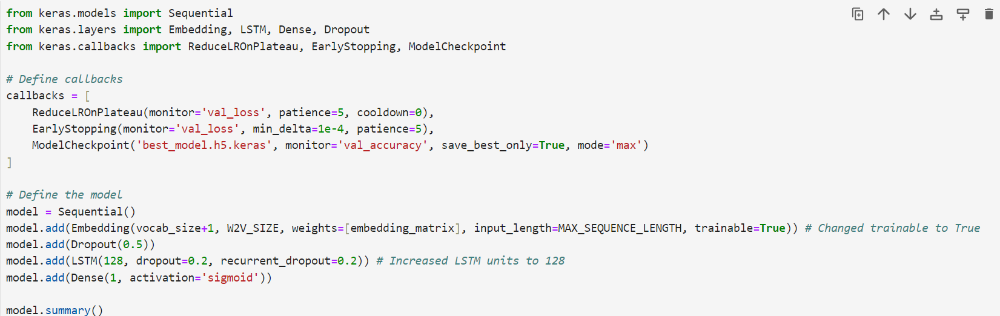 from keras.models import Sequential
from keras.layers import Embedding, LSTM, Dense, Dropout
from keras.callbacks import ReduceLROnPlateau, EarlyStopping, ModelCheckpoint
# Define callbacks
callbacks = [
    ReduceLROnPlateau(monitor='val_loss', patience=5, cooldown=0),
    EarlyStopping(monitor='val_loss', min_delta=1e-4, patience=5),
    ModelCheckpoint('best_model.h5.keras', monitor='val_accuracy', save_best_only=True, mode='max')
]
# Define the model
model = Sequential()
model.add(Embedding(vocab_size+1, W2V_SIZE, weights=[embedding_matrix], input_length=MAX_SEQUENCE_LENGTH, trainable=True)) # Changed trainable to True
model.add(Dropout(0.5))
model.add(LSTM(128, dropout=0.2, recurrent_dropout=0.2)) # Increased LSTM units to 128
model.add(Dense(1, activation='sigmoid'))
model.summary()